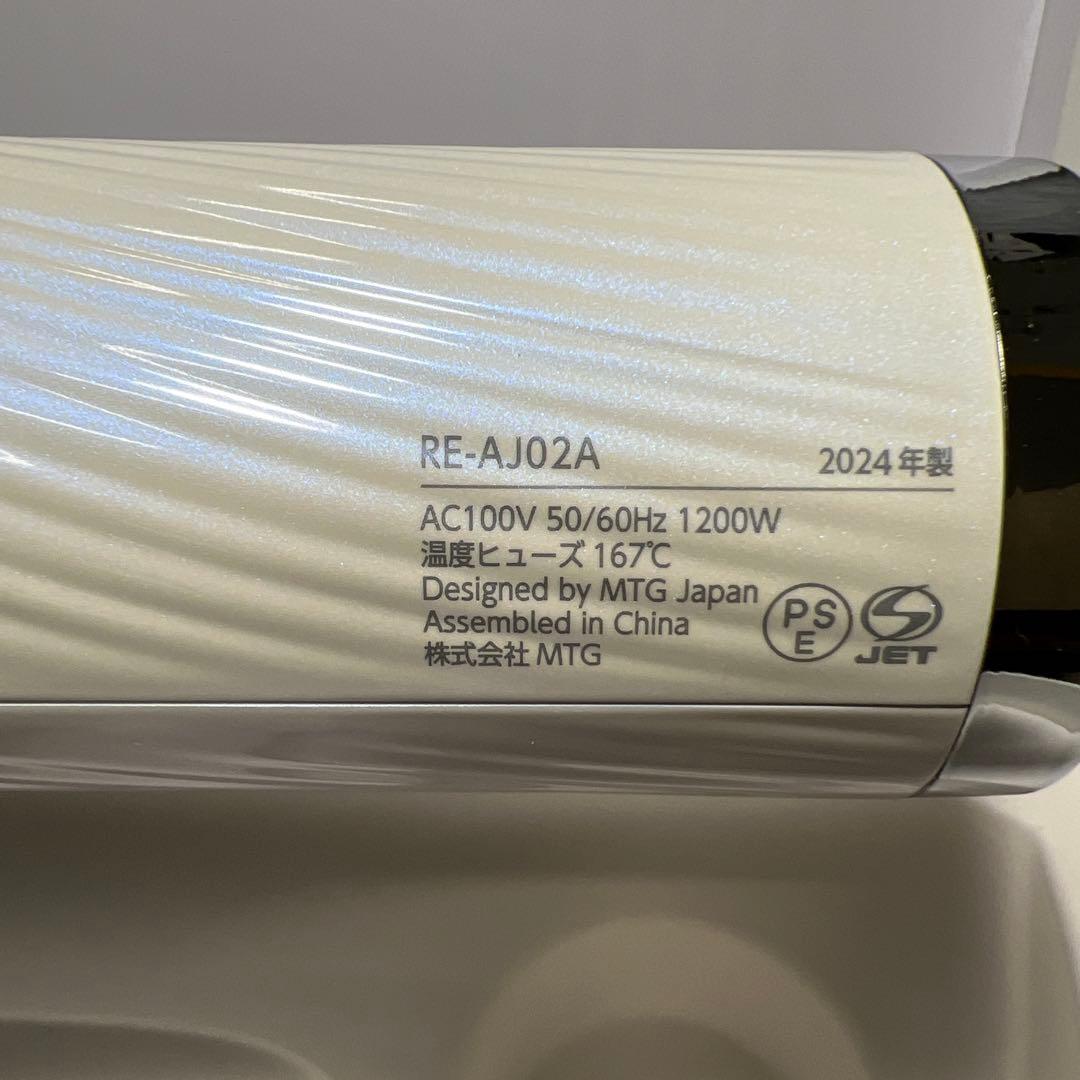 RE-AJ02A 2024年製
AC100V 50/60Hz 1200W
温度ヒューズ 167℃
Designed by MTG Japan
Assembled in China
株式会社 MTG
PS
E
JET